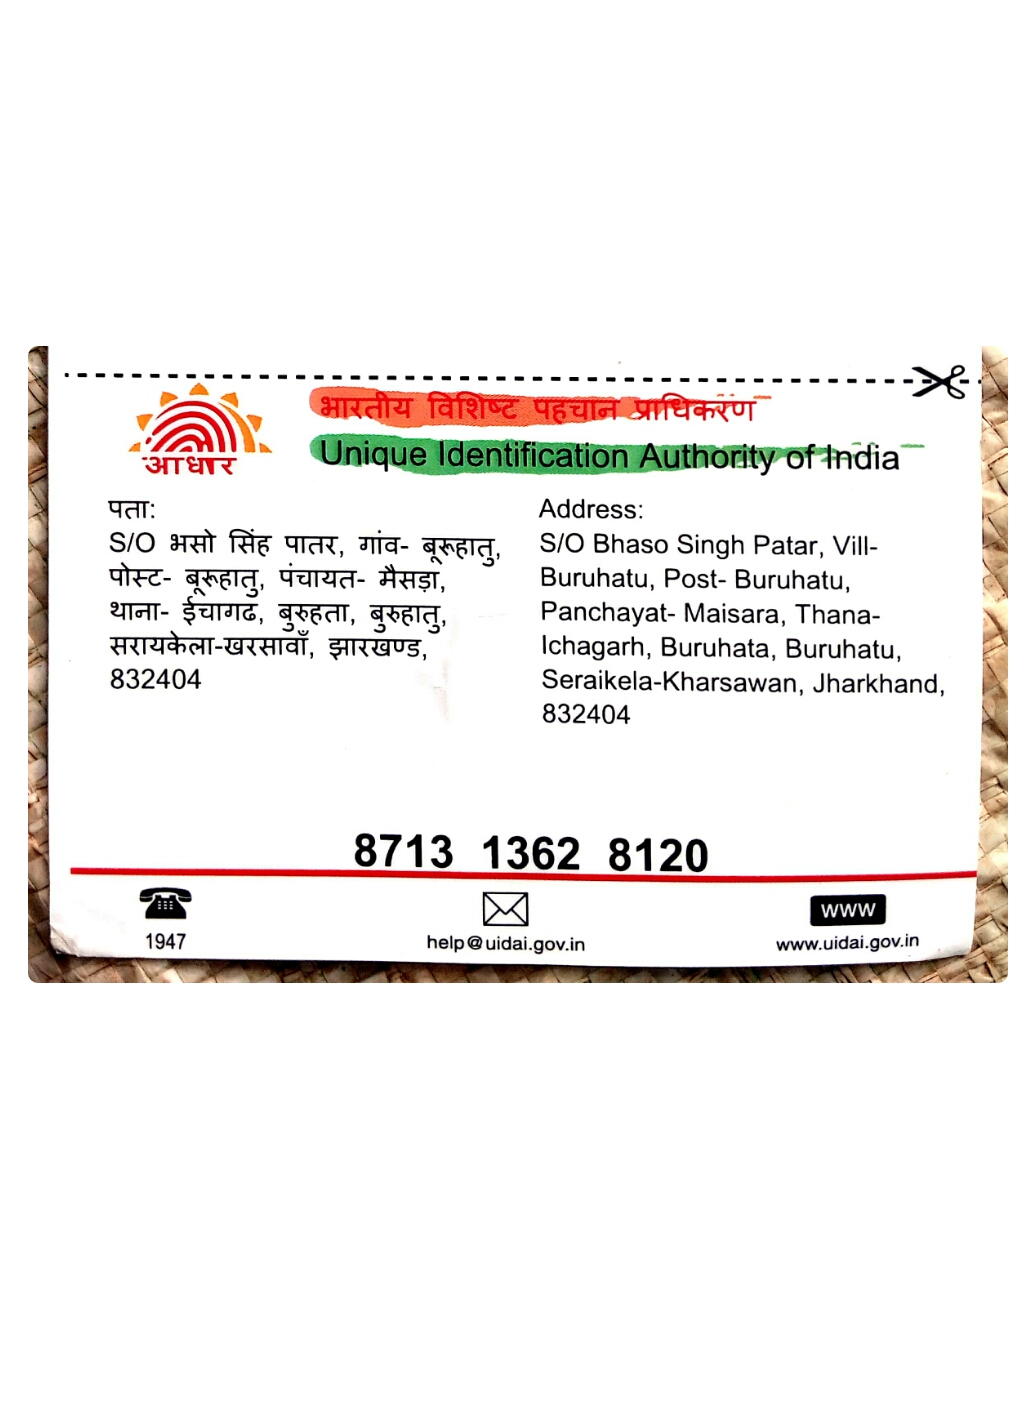 आधार
भारतीय विशिष्ट पहचान प्राधिकरण
Unique Identification Authority of India
पता:
S/O भसो सिंह पातर, गांव- बूरूहातु,
पोस्ट- बूरूहातु, पंचायत- मैसड़ा,
थाना- ईचागढ, बुरुहता, बुरुहातु,
सरायकेला-खरसावाँ, झारखण्ड,
832404
Address:
S/O Bhaso Singh Patar, Vill-
Buruhatu, Post- Buruhatu,
Panchayat- Maisara, Thana-
Ichagarh, Buruhata, Buruhatu,
Seraikela-Kharsawan, Jharkhand,
832404
8713 1362 8120
1947
help@uidai.gov.in
www
www.uidai.gov.in